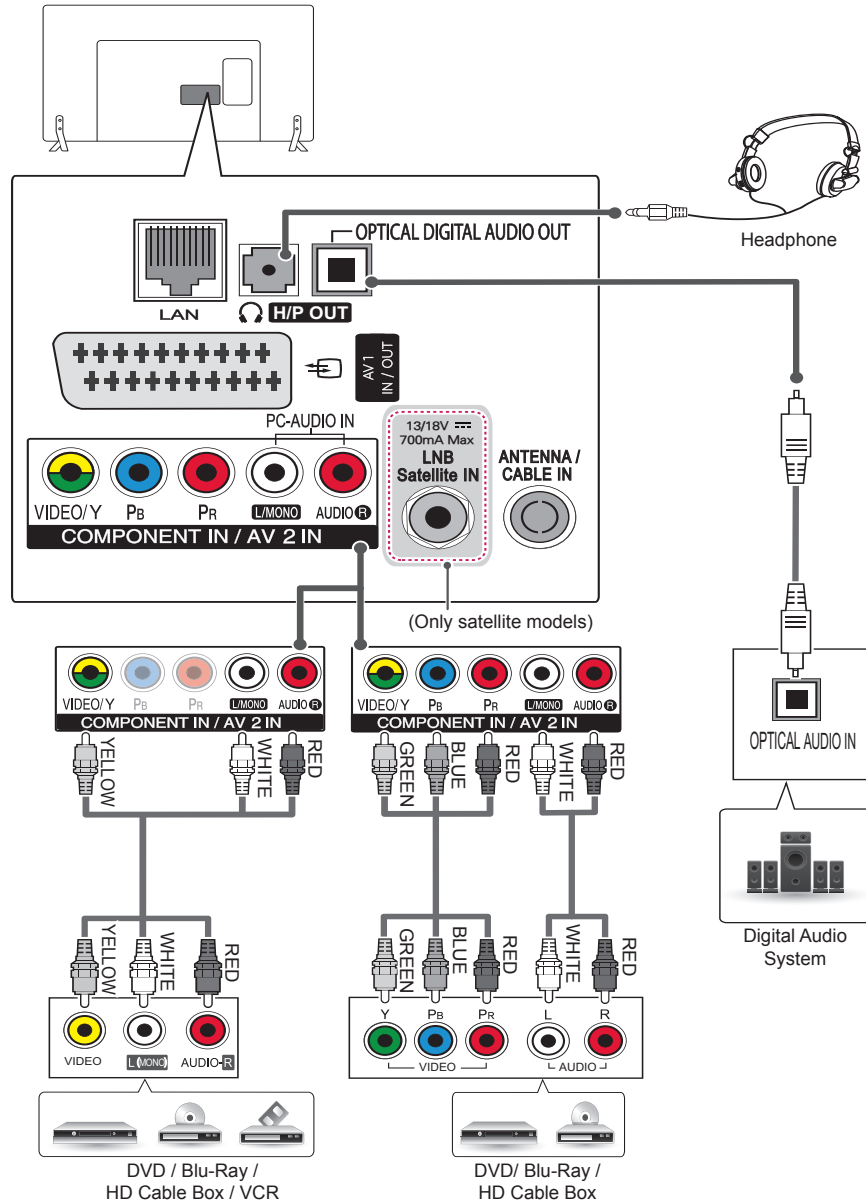 OPTICAL DIGITAL AUDIO OUT
Headphone
LAN
H/P OUT
AV 1
IN / OUT
PC-AUDIO IN
13/18V
700mA Max
LNB
Satellite IN
ANTENNA /
CABLE IN
VIDEO/Y PB PR L/MONO AUDIO R
COMPONENT IN / AV 2 IN
(Only satellite models)
VIDEO/Y PB PR L/MONO AUDIO R
COMPONENT IN / AV 2 IN
VIDEO/Y PB PR L/MONO AUDIO R
COMPONENT IN / AV 2 IN
YELLOW
WHITE
RED
GREEN
BLUE
RED
WHITE
RED
OPTICAL AUDIO IN
Digital Audio
System
YELLOW
WHITE
RED
GREEN
BLUE
RED
WHITE
RED
VIDEO L(MONO) AUDIO-R
Y PB PR L R
VIDEO AUDIO
DVD / Blu-Ray /
HD Cable Box / VCR
DVD/ Blu-Ray /
HD Cable Box